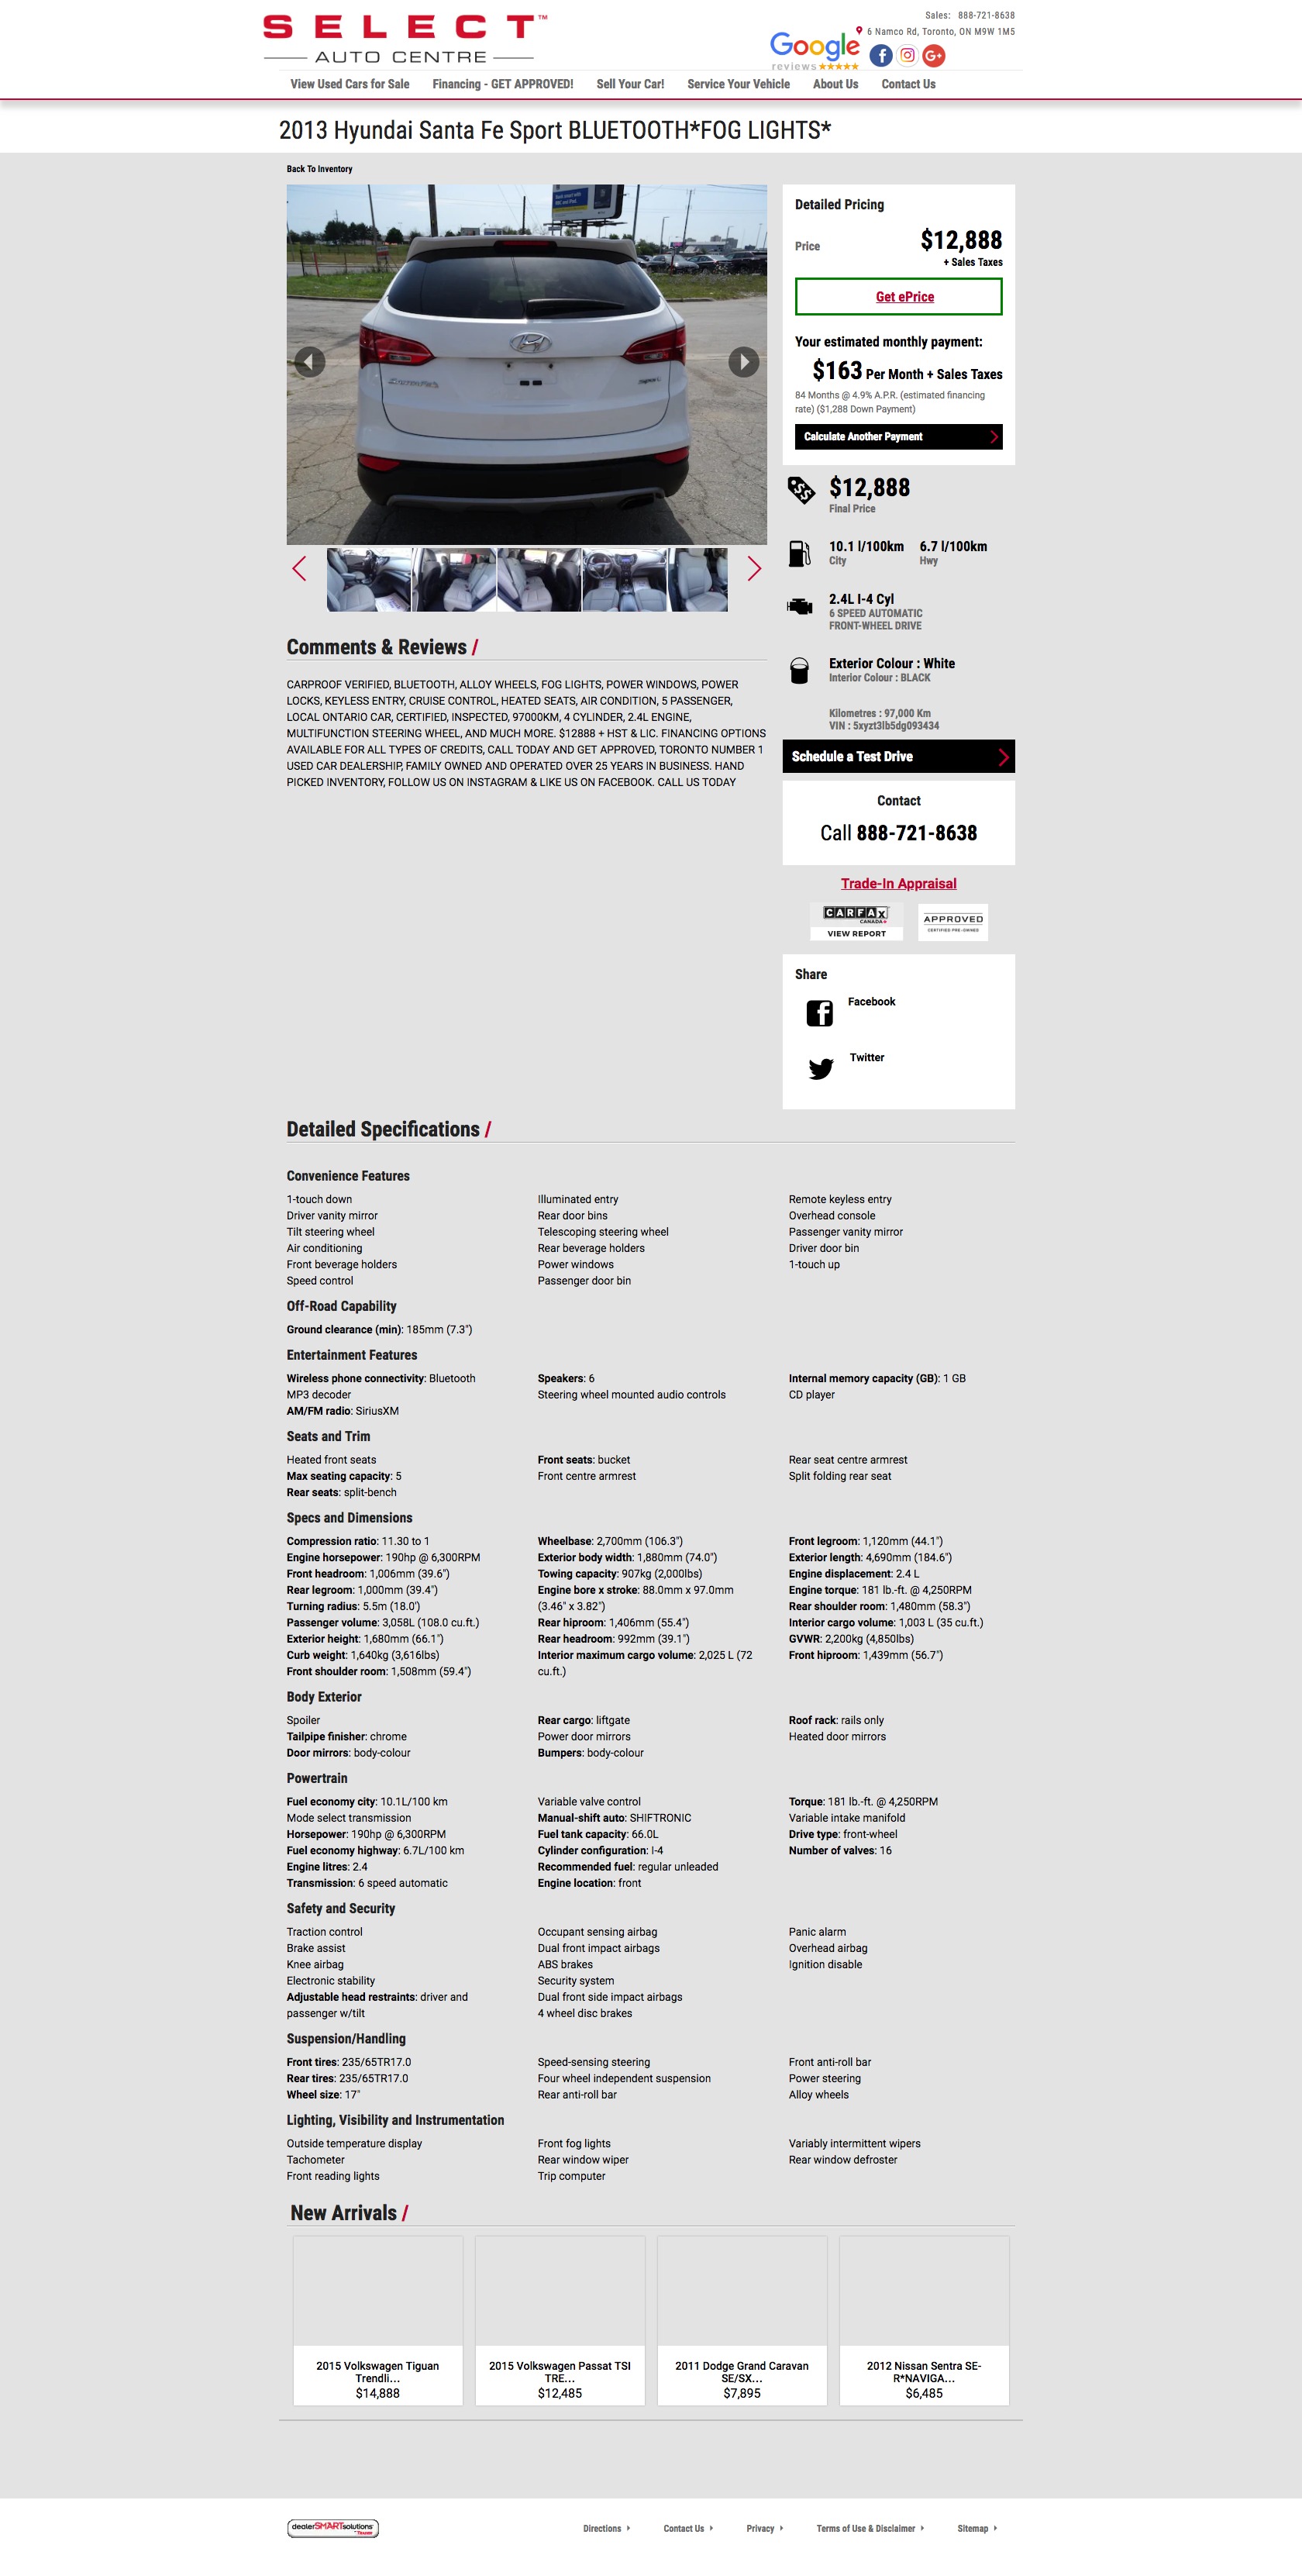 SELECT™
AUTO CENTRE
Sales: 888-721-8638
6 Namco Rd, Toronto, ON M9W 1M5
Google
reviews
View Used Cars for Sale Financing - GET APPROVED! Sell Your Car! Service Your Vehicle About Us Contact Us
2013 Hyundai Santa Fe Sport BLUETOOTH*FOG LIGHTS*
Back To Inventory
Detailed Pricing
Price $12,888
+ Sales Taxes
Get ePrice
Your estimated monthly payment:
$163 Per Month + Sales Taxes
84 Months @ 4.9% A.P.R. (estimated financing
rate) ($1,288 Down Payment)
Calculate Another Payment
$12,888
Final Price
10.1 l/100km 6.7 l/100km
City Hwy
2.4L I-4 Cyl
6 SPEED AUTOMATIC
FRONT-WHEEL DRIVE
Exterior Colour : White
Interior Colour : BLACK
Kilometres : 97,000 Km
VIN : 5xyzt3lb5dg093434
Schedule a Test Drive
Contact
Call 888-721-8638
Trade-In Appraisal
CARFAX
CANADA
VIEW REPORT
APPROVED
CERTIFIED PRE-OWNED
Share
Facebook
Twitter
Comments & Reviews /
CARPROOF VERIFIED, BLUETOOTH, ALLOY WHEELS, FOG LIGHTS, POWER WINDOWS, POWER
LOCKS, KEYLESS ENTRY, CRUISE CONTROL, HEATED SEATS, AIR CONDITION, 5 PASSENGER,
LOCAL ONTARIO CAR, CERTIFIED, INSPECTED, 97000KM, 4 CYLINDER, 2.4L ENGINE,
MULTIFUNCTION STEERING WHEEL, AND MUCH MORE. $12888 + HST & LIC. FINANCING OPTIONS
AVAILABLE FOR ALL TYPES OF CREDITS, CALL TODAY AND GET APPROVED, TORONTO NUMBER 1
USED CAR DEALERSHIP, FAMILY OWNED AND OPERATED OVER 25 YEARS IN BUSINESS. HAND
PICKED INVENTORY, FOLLOW US ON INSTAGRAM & LIKE US ON FACEBOOK. CALL US TODAY
Detailed Specifications /
Convenience Features
1-touch down Illuminated entry Remote keyless entry
Driver vanity mirror Rear door bins Overhead console
Tilt steering wheel Telescoping steering wheel Passenger vanity mirror
Air conditioning Rear beverage holders Driver door bin
Front beverage holders Power windows 1-touch up
Speed control Passenger door bin
Off-Road Capability
Ground clearance (min): 185mm (7.3")
Entertainment Features
Wireless phone connectivity: Bluetooth Speakers: 6 Internal memory capacity (GB): 1 GB
MP3 decoder Steering wheel mounted audio controls CD player
AM/FM radio: SiriusXM
Seats and Trim
Heated front seats Front seats: bucket Rear seat centre armrest
Max seating capacity: 5 Front centre armrest Split folding rear seat
Rear seats: split-bench
Specs and Dimensions
Compression ratio: 11.30 to 1 Wheelbase: 2,700mm (106.3") Front legroom: 1,120mm (44.1")
Engine horsepower: 190hp @ 6,300RPM Exterior body width: 1,880mm (74.0") Exterior length: 4,690mm (184.6")
Front headroom: 1,006mm (39.6") Towing capacity: 907kg (2,000lbs) Engine displacement: 2.4 L
Rear legroom: 1,000mm (39.4") Engine bore x stroke: 88.0mm x 97.0mm Engine torque: 181 lb.-ft. @ 4,250RPM
Turning radius: 5.5m (18.0') (3.46" x 3.82") Rear shoulder room: 1,480mm (58.3")
Passenger volume: 3,058L (108.0 cu.ft.) Rear hiproom: 1,406mm (55.4") Interior cargo volume: 1,003 L (35 cu.ft.)
Exterior height: 1,680mm (66.1") Rear headroom: 992mm (39.1") GVWR: 2,200kg (4,850lbs)
Curb weight: 1,640kg (3,616lbs) Interior maximum cargo volume: 2,025 L (72 Front hiproom: 1,439mm (56.7")
Front shoulder room: 1,508mm (59.4") cu.ft.)
Body Exterior
Spoiler Rear cargo: liftgate Roof rack: rails only
Tailpipe finisher: chrome Power door mirrors Heated door mirrors
Door mirrors: body-colour Bumpers: body-colour
Powertrain
Fuel economy city: 10.1L/100 km Variable valve control Torque: 181 lb.-ft. @ 4,250RPM
Mode select transmission Manual-shift auto: SHIFTRONIC Variable intake manifold
Horsepower: 190hp @ 6,300RPM Fuel tank capacity: 66.0L Drive type: front-wheel
Fuel economy highway: 6.7L/100 km Cylinder configuration: I-4 Number of valves: 16
Engine litres: 2.4 Recommended fuel: regular unleaded
Transmission: 6 speed automatic Engine location: front
Safety and Security
Traction control Occupant sensing airbag Panic alarm
Brake assist Dual front impact airbags Overhead airbag
Knee airbag ABS brakes Ignition disable
Electronic stability Security system
Adjustable head restraints: driver and Dual front side impact airbags
passenger w/tilt 4 wheel disc brakes
Suspension/Handling
Front tires: 235/65TR17.0 Speed-sensing steering Front anti-roll bar
Rear tires: 235/65TR17.0 Four wheel independent suspension Power steering
Wheel size: 17" Rear anti-roll bar Alloy wheels
Lighting, Visibility and Instrumentation
Outside temperature display Front fog lights Variably intermittent wipers
Tachometer Rear window wiper Rear window defroster
Front reading lights Trip computer
New Arrivals /
2015 Volkswagen Tiguan 2015 Volkswagen Passat TSI 2011 Dodge Grand Caravan 2012 Nissan Sentra SE-
Trendli... TRE... SE/SX... R*NAVIGA...
$14,888 $12,485 $7,895 $6,485
dealerSMARTsolutions
Directions Contact Us Privacy Terms of Use & Disclaimer Sitemap